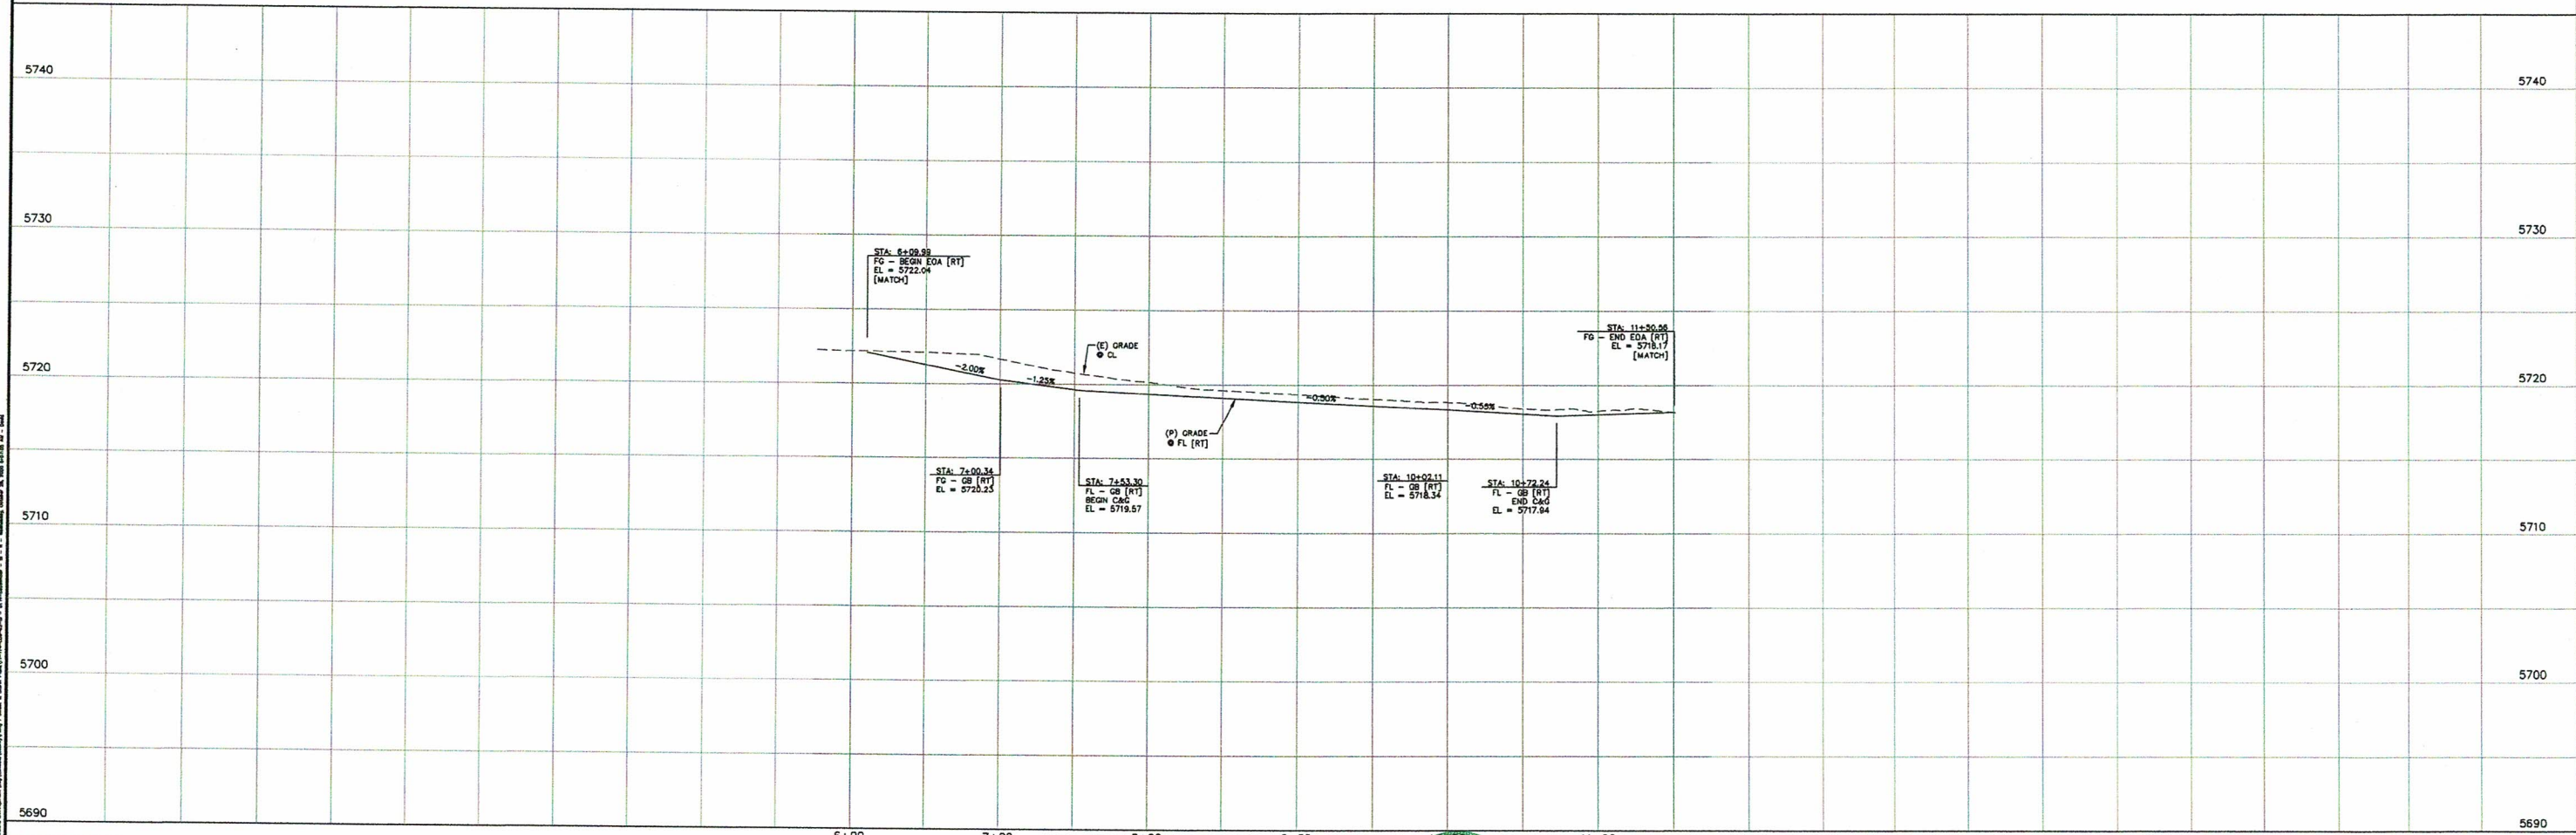 5740
5740
5730
5730
STA: 6+09.99
FG - BEGIN EOA [RT]
EL = 5722.04
[MATCH]
STA: 11+50.56
FG - END EOA [RT]
EL = 5718.17
[MATCH]
(E) GRADE
@ CL
5720
5720
-2.00%
-1.25%
-0.50%
-0.55%
(P) GRADE
@ FL [RT]
STA: 7+00.34
FG - GB [RT]
EL = 5720.23
STA: 7+53.30
FL - GB [RT]
BEGIN C&G
EL = 5719.57
STA: 10+02.11
FL - GB [RT]
EL = 5718.34
STA: 10+72.24
FL - GB [RT]
END C&G
EL = 5717.94
5710
5710
5700
5700
5690
5690